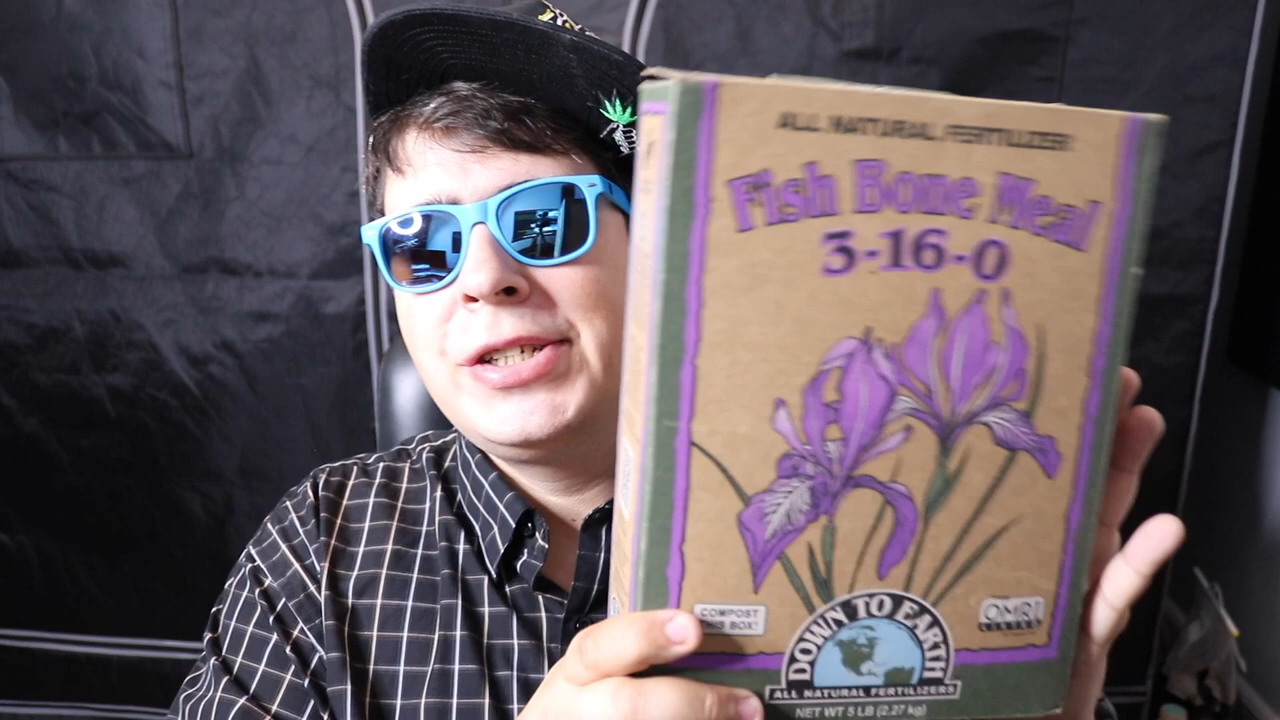 ALL NATURAL FERTILIZER
Fish Bone Meal
3-16-0
COMPOST
THIS BOX!
OMRI
LISTED
DOWN TO EARTH
ALL NATURAL FERTILIZERS
NET WT 5 LB (2.27 kg)